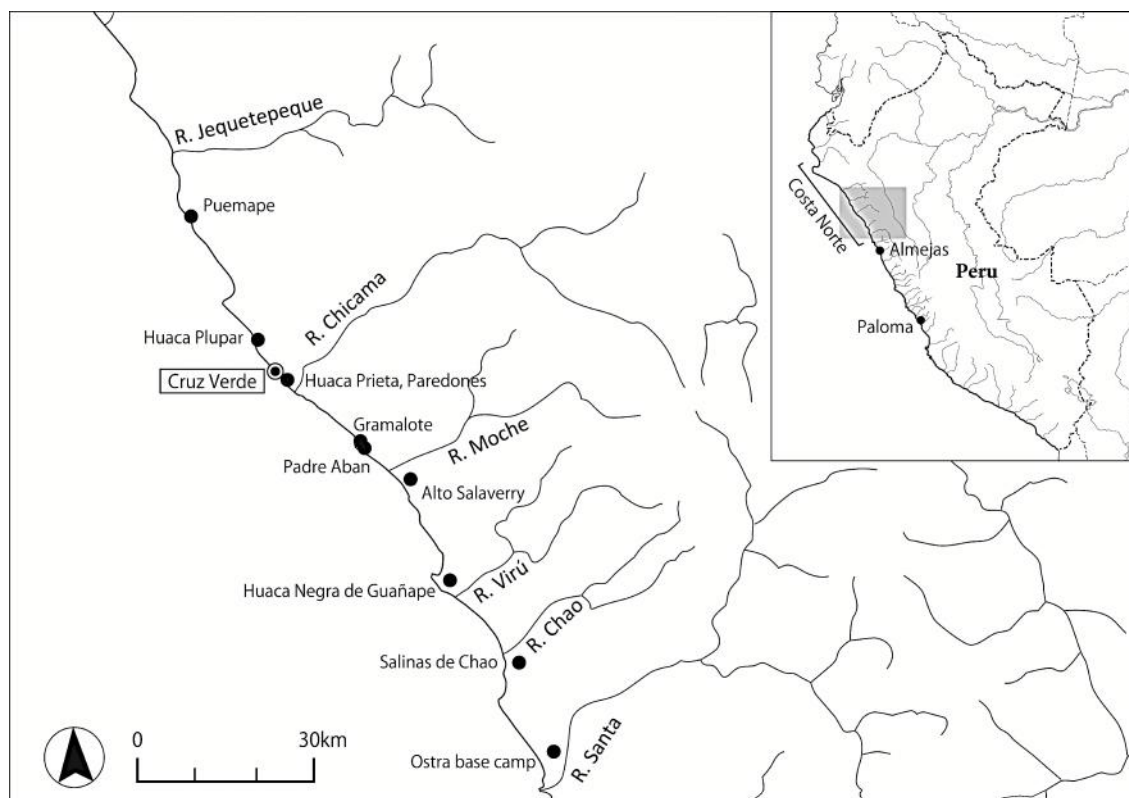 R. Jequetepeque
Puemape
R. Chicama
Huaca Plupar
Cruz Verde
Huaca Prieta, Paredones
Gramalote
R. Moche
Padre Aban
Alto Salaverry
Huaca Negra de Guañape
R. Virú
R. Chao
Salinas de Chao
Ostra base camp
R. Santa
0 30km
Costa Norte
Almejas
Peru
Paloma